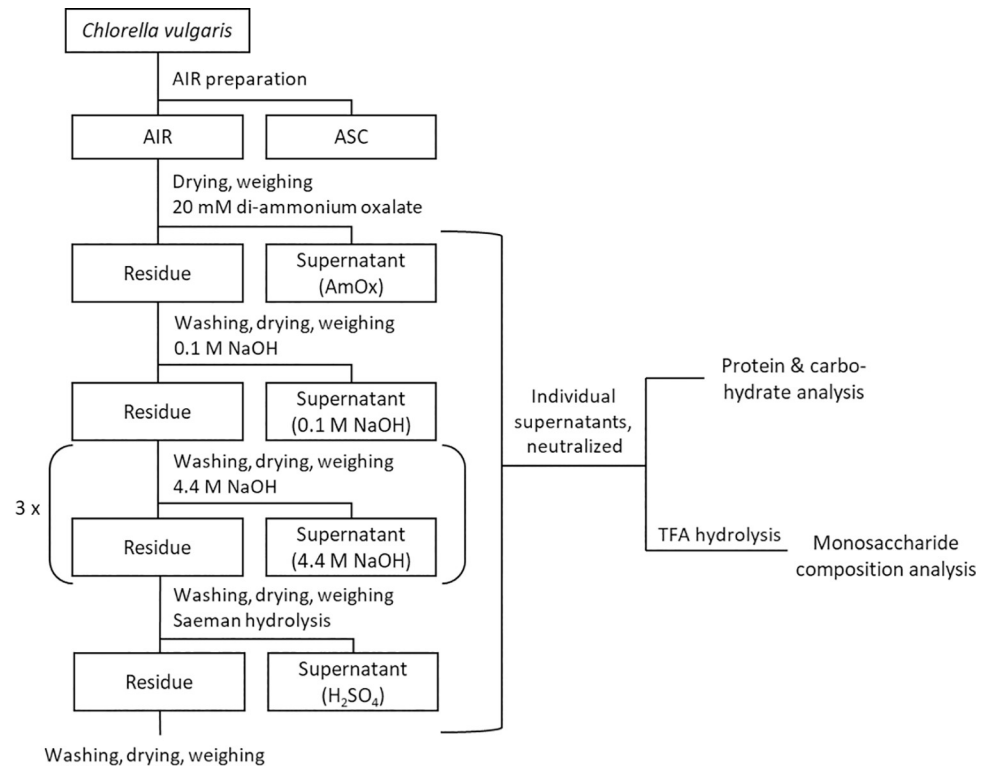 Chlorella vulgaris
AIR preparation
AIR
ASC
Drying, weighing
20 mM di-ammonium oxalate
Residue
Supernatant
(AmOx)
Washing, drying, weighing
0.1 M NaOH
Residue
Supernatant
(0.1 M NaOH)
3 x
Washing, drying, weighing
4.4 M NaOH
Residue
Supernatant
(4.4 M NaOH)
Washing, drying, weighing
Saeman hydrolysis
Residue
Supernatant
(H₂SO₄)
Washing, drying, weighing
Individual
supernatants,
neutralized
Protein & carbo-
hydrate analysis
TFA hydrolysis
Monosaccharide
composition analysis